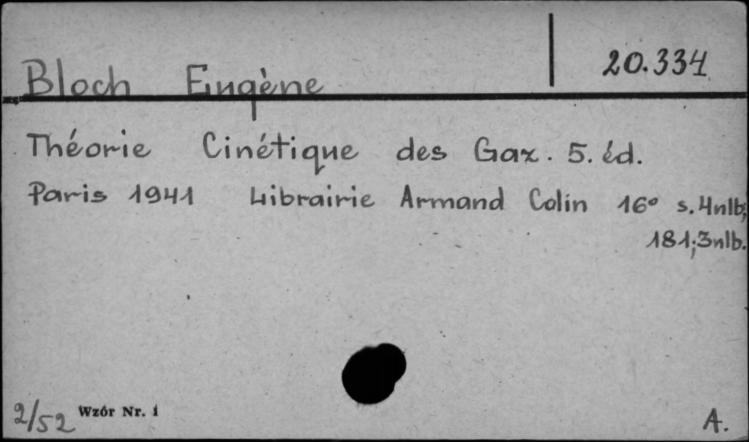 Bloch Eugène 20.334
Théorie Cinétique des Gaz. 5. éd.
Paris 1941 Librairie Armand Colin 16° s. 4nlb;
181; 3nlb.
2/52 Wzór Nr. 1 A.